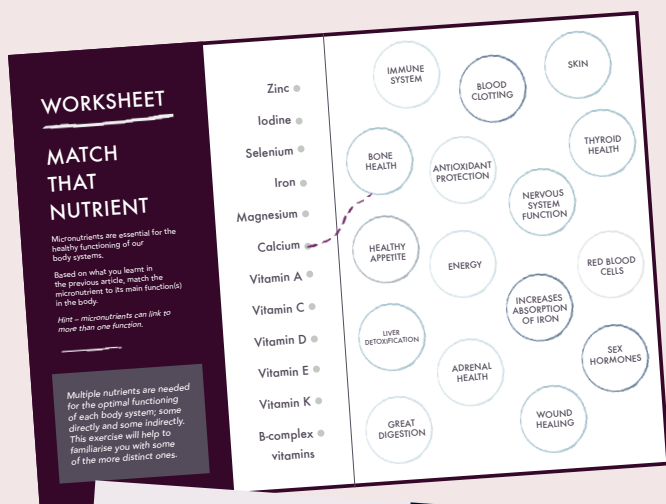 WORKSHEET
MATCH
THAT
NUTRIENT
Micronutrients are essential for the
healthy functioning of our
body systems.
Based on what you learnt in
the previous article, match the
micronutrient to its main function(s)
in the body.
Hint – micronutrients can link to
more than one function.
Multiple nutrients are needed
for the optimal functioning
of each body system; some
directly and some indirectly.
This exercise will help to
familiarise you with some
of the more distinct ones.
Zinc
Iodine
Selenium
Iron
Magnesium
Calcium
Vitamin A
Vitamin C
Vitamin D
Vitamin E
Vitamin K
B-complex
vitamins
IMMUNE
SYSTEM
BLOOD
CLOTTING
SKIN
BONE
HEALTH
ANTIOXIDANT
PROTECTION
THYROID
HEALTH
NERVOUS
SYSTEM
FUNCTION
HEALTHY
APPETITE
ENERGY
RED BLOOD
CELLS
INCREASES
ABSORPTION
OF IRON
LIVER
DETOXIFICATION
ADRENAL
HEALTH
SEX
HORMONES
GREAT
DIGESTION
WOUND
HEALING